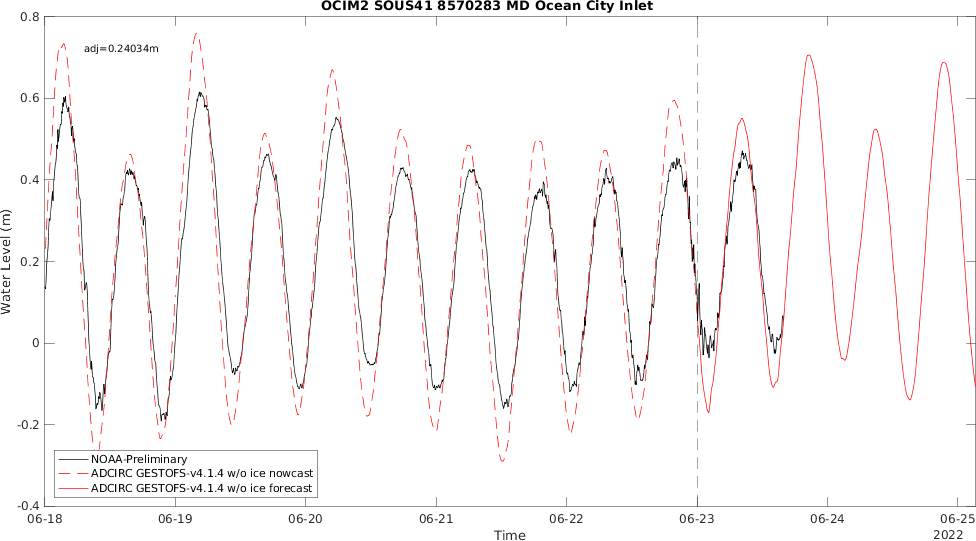 OCIM2 SOUS41 8570283 MD Ocean City Inlet
0.8
adj=0.24034m
0.6
0.4
0.2
0
-0.2
-0.4
Water Level (m)
NOAA-Preliminary
ADCIRC GESTOFS-v4.1.4 w/o ice nowcast
ADCIRC GESTOFS-v4.1.4 w/o ice forecast
06-18 06-19 06-20 06-21 06-22 06-23 06-24 06-25
Time
2022